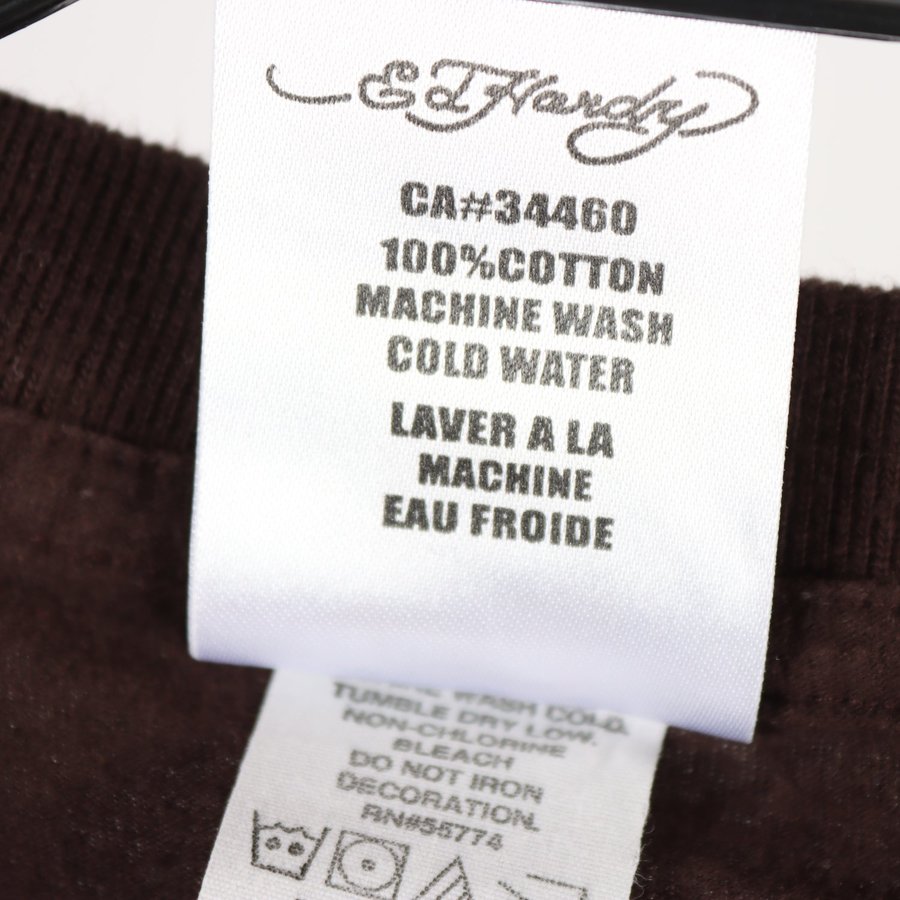 Ed Hardy
CA#34460
100%COTTON
MACHINE WASH
COLD WATER
LAVER A LA
MACHINE
EAU FROIDE
WASH COLD.
TUMBLE DRY LOW.
NON-CHLORINE
BLEACH
DO NOT IRON
DECORATION.
RN#55774